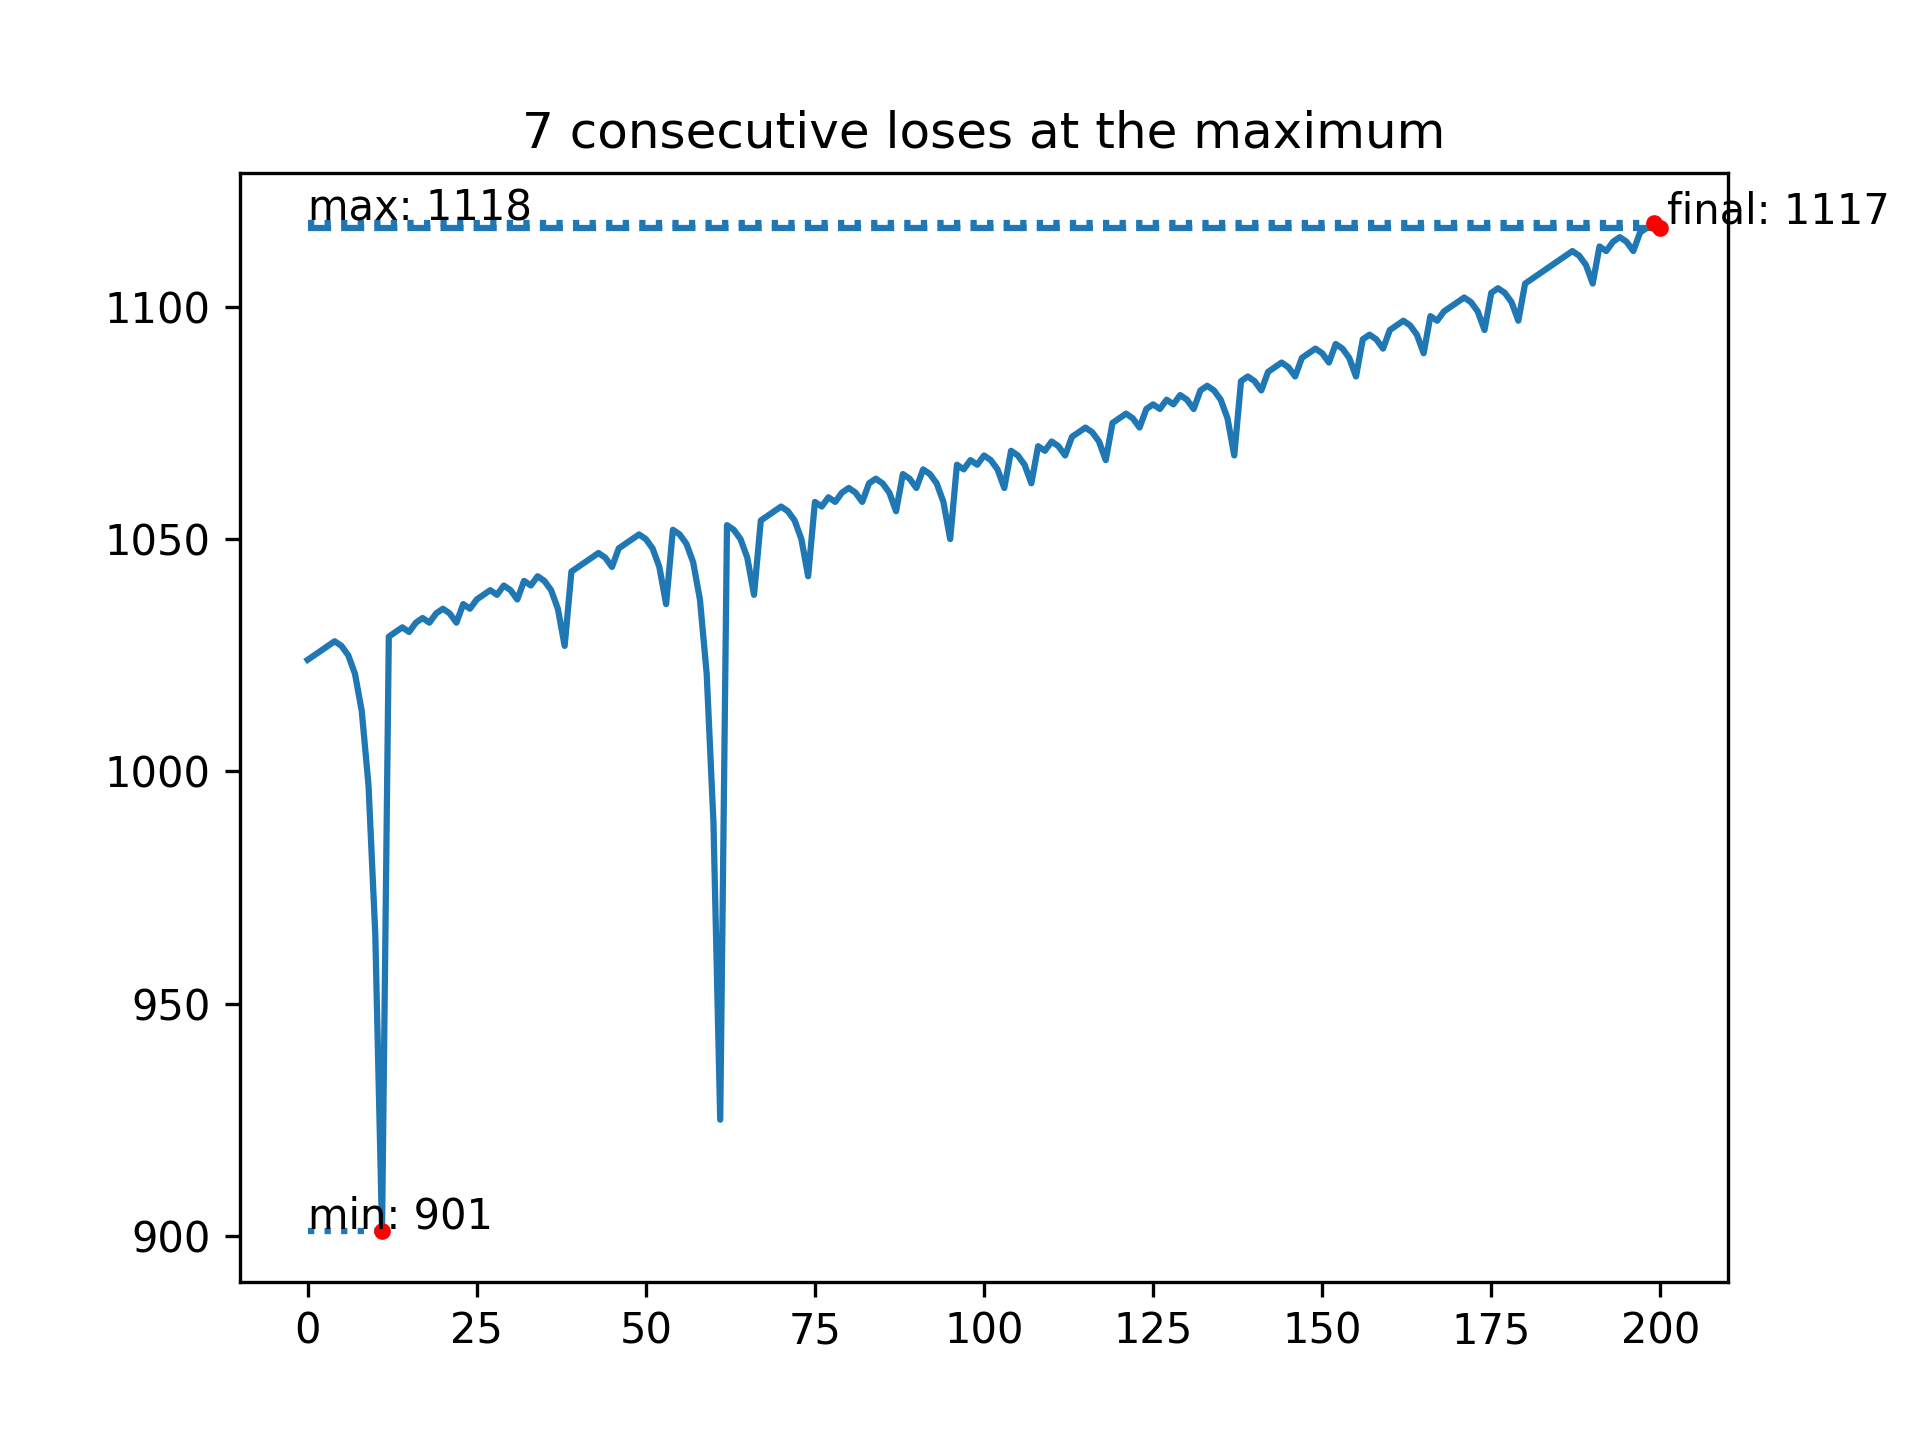 7 consecutive loses at the maximum
max: 1118
final: 1117
1100
1050
1000
950
900
min: 901
0 25 50 75 100 125 150 175 200